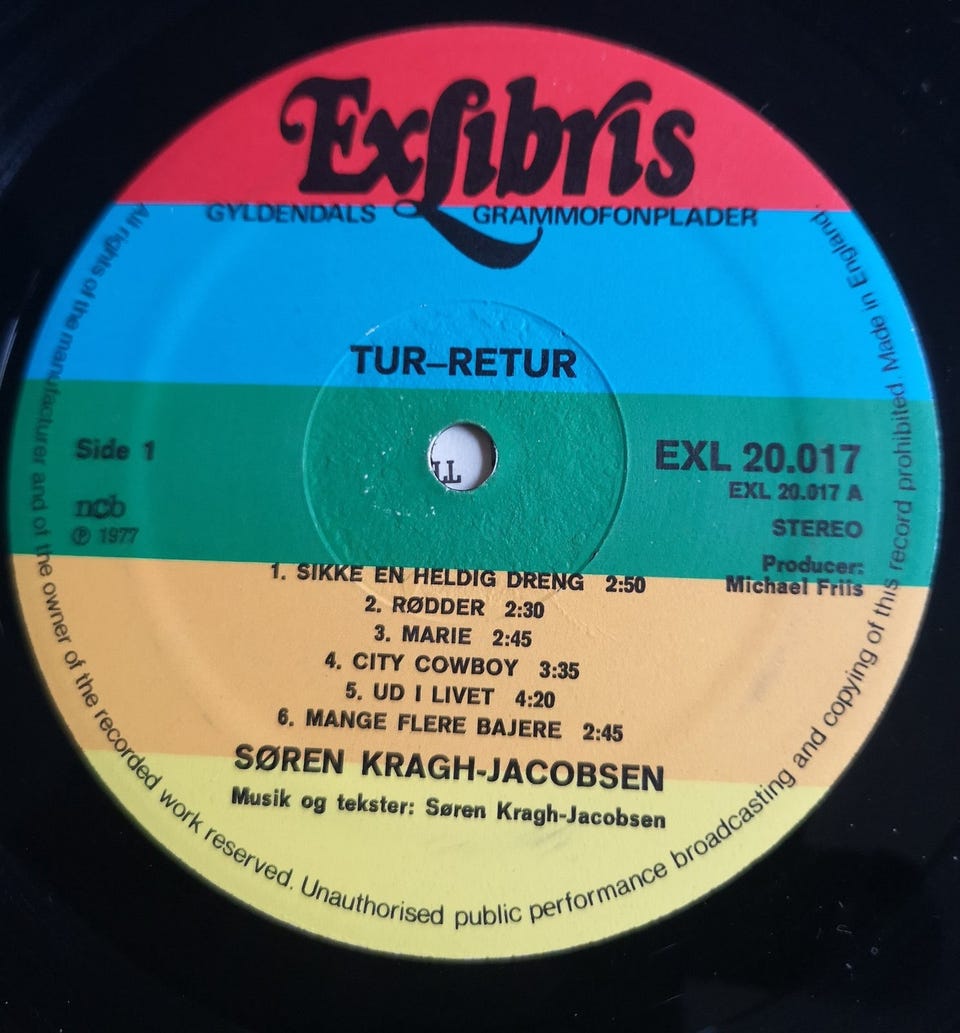 ExLibris
GYLDENDALS GRAMMOFONPLADER
TUR–RETUR
Side 1
ncb
Ⓟ 1977
EXL 20.017
EXL 20.017 A
STEREO
Producer:
Michael Friis
1. SIKKE EN HELDIG DRENG 2:50
2. RØDDER 2:30
3. MARIE 2:45
4. CITY COWBOY 3:35
5. UD I LIVET 4:20
6. MANGE FLERE BAJERE 2:45
SØREN KRAGH-JACOBSEN
Musik og tekster: Søren Kragh-Jacobsen
All rights of the manufacturer and of the owner of the recorded work reserved. Unauthorised public performance broadcasting and copying of this record prohibited. Made in England.
LL